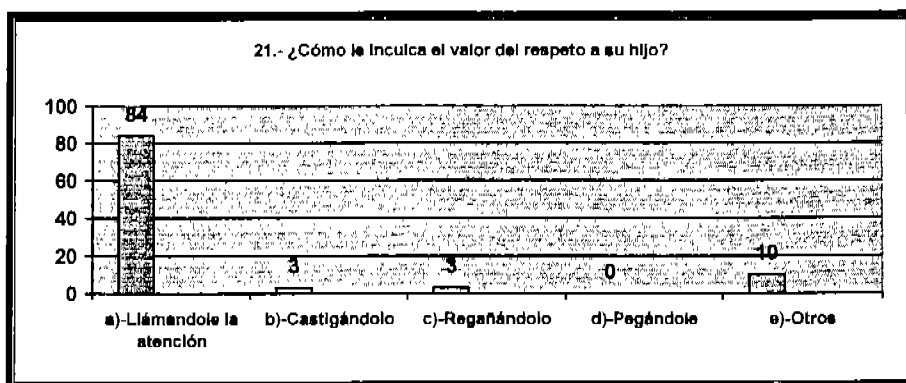 21.- ¿Cómo le inculca el valor del respeto a su hijo?
100
84
80
60
40
20
3
3
0
10
0
a)-Llámandole la atención
b)-Castigándolo
c)-Regañándolo
d)-Pegándole
e)-Otros